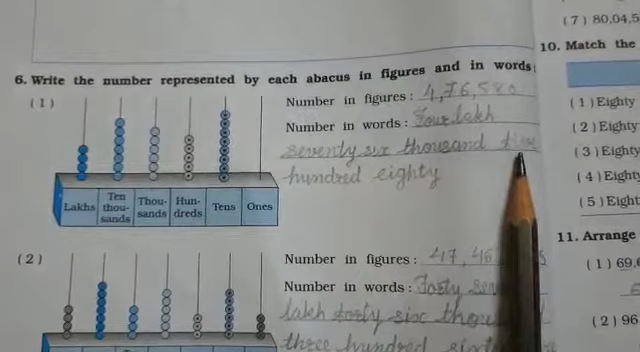 (7) 80,04,5
10. Match the
6. Write the number represented by each abacus in figures and in words.
(1)
Number in figures : 4,76,580
Number in words : Four lakh
seventy six thousand five
hundred eighty
Lakhs Ten thou-sands Thou-sands Hun-dreds Tens Ones
(1) Eighty
(2) Eighty
(3) Eighty
(4) Eighty
(5) Eight
11. Arrange
(1) 69,
(2) 96
(2)
Number in figures : 47,46
Number in words : Forty
lakh forty six
three hundred